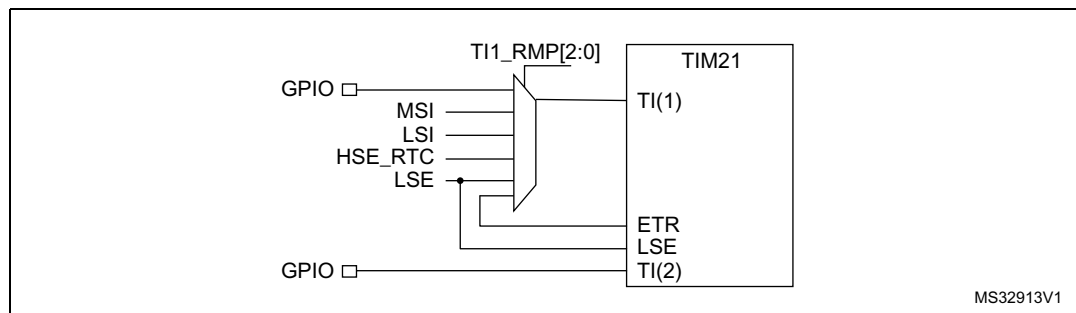 TI1_RMP[2:0]
TIM21
GPIO
TI(1)
MSI
LSI
HSE_RTC
LSE
ETR
LSE
GPIO
TI(2)
MS32913V1